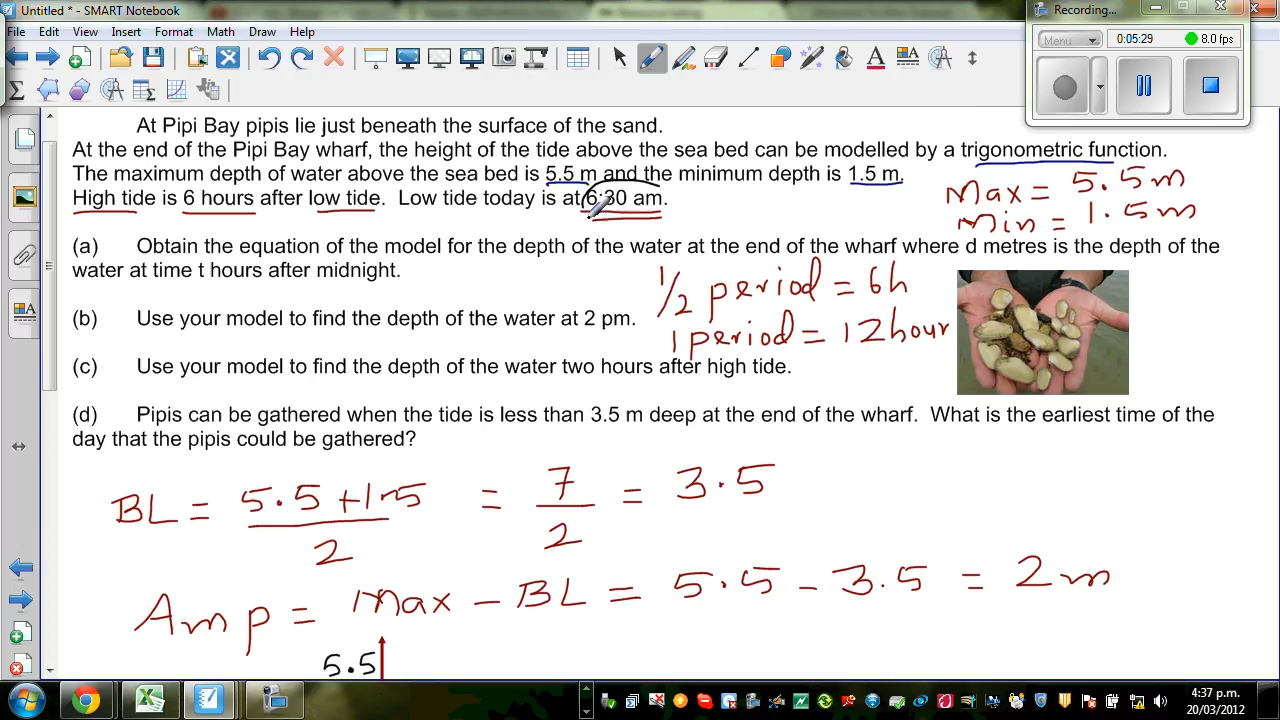 Untitled * - SMART Notebook
Recording...
File Edit View Insert Format Math Draw Help
Menu
0:05:29
8.0 fps
At Pipi Bay pipis lie just beneath the surface of the sand.
At the end of the Pipi Bay wharf, the height of the tide above the sea bed can be modelled by a trigonometric function.
The maximum depth of water above the sea bed is 5.5 m and the minimum depth is 1.5 m.
High tide is 6 hours after low tide. Low tide today is at 6:30 am.
Max = 5.5m
Min = 1.5m
(a) Obtain the equation of the model for the depth of the water at the end of the wharf where d metres is the depth of the
water at time t hours after midnight.
1/2 period = 6h
(b) Use your model to find the depth of the water at 2 pm.
1 period = 12 hour
(c) Use your model to find the depth of the water two hours after high tide.
(d) Pipis can be gathered when the tide is less than 3.5 m deep at the end of the wharf. What is the earliest time of the
day that the pipis could be gathered?
BL = 5.5+1.5 / 2 = 7 / 2 = 3.5
Amp = Max - BL = 5.5 - 3.5 = 2m
5.5
4:37 p.m.
20/03/2012